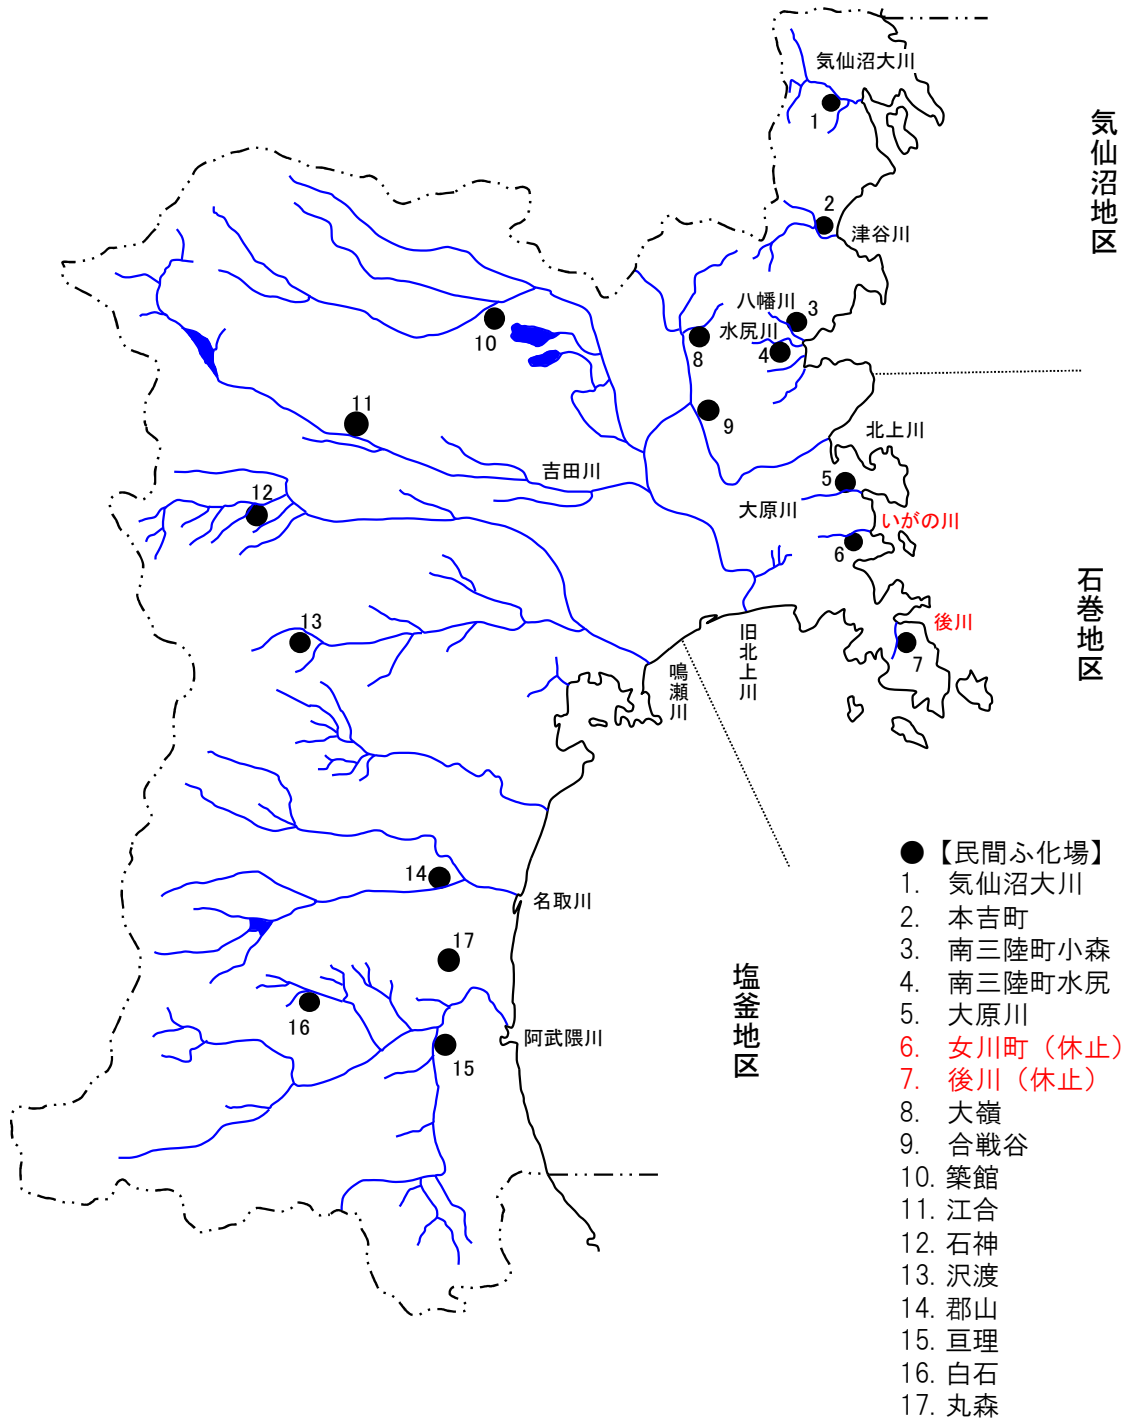 気仙沼大川
1
気仙沼地区
2
津谷川
八幡川
3
水尻川
4
8
10
9
11
北上川
吉田川
5
大原川
12
いがの川
6
石巻地区
13
後川
7
旧北上川
鳴瀬川
14
名取川
17
塩釜地区
16
阿武隈川
15
●【民間ふ化場】
1. 気仙沼大川
2. 本吉町
3. 南三陸町小森
4. 南三陸町水尻
5. 大原川
6. 女川町（休止）
7. 後川（休止）
8. 大嶺
9. 合戦谷
10. 築館
11. 江合
12. 石神
13. 沢渡
14. 郡山
15. 亘理
16. 白石
17. 丸森